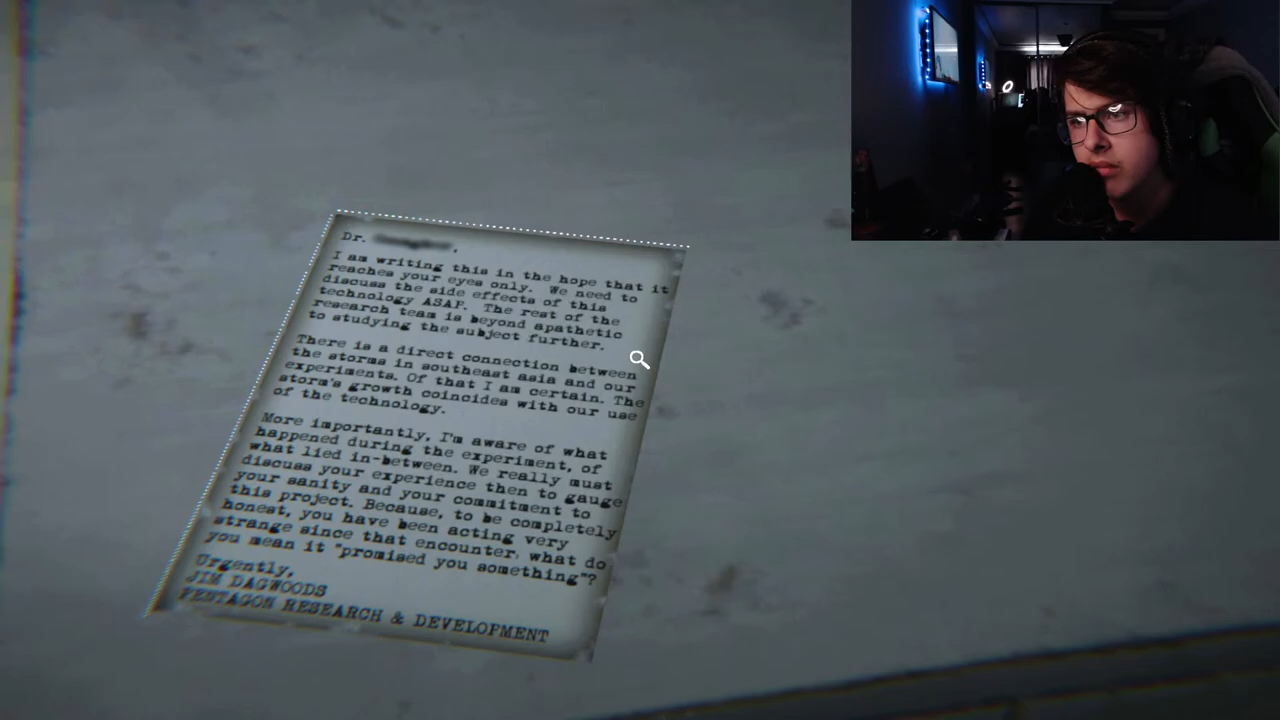 Dr.
I am writing this in the hope that it
reaches your eyes only. We need to
discuss the side effects of this
technology ASAP. The rest of the
research team is beyond apathetic
to studying the subject further.
There is a direct connection between
the storms in southeast asia and our
experiments. Of that I am certain. The
storm's growth coincides with our use
of the technology.
More importantly, I'm aware of what
happened during the experiment, of
what lied in-between. We really must
discuss your experience then to gauge
your sanity and your commitment to
this project. Because, to be completely
honest, you have been acting very
strange since that encounter. what do
you mean it "promised you something"?
Urgently,
JIM DAGWOODS
PENTAGON RESEARCH & DEVELOPMENT